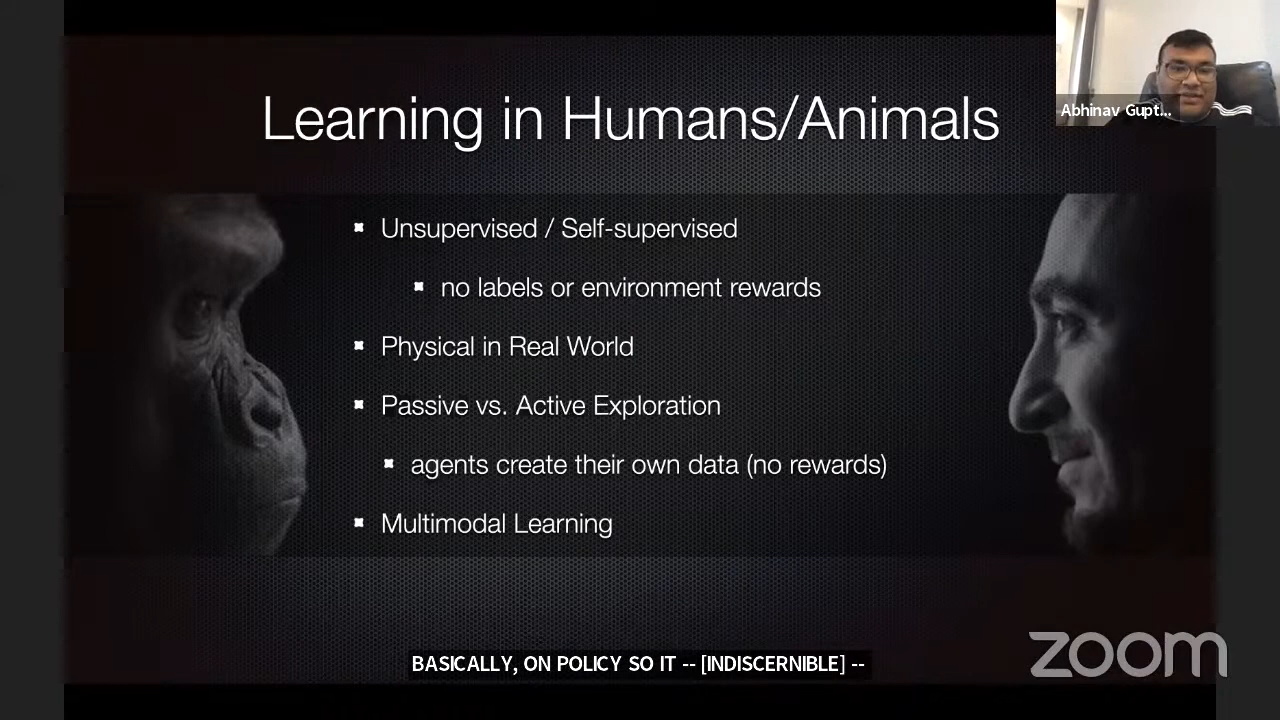 Learning in Humans/Animals
Abhinav Gupt...
Unsupervised / Self-supervised
no labels or environment rewards
Physical in Real World
Passive vs. Active Exploration
agents create their own data (no rewards)
Multimodal Learning
BASICALLY, ON POLICY SO IT -- [INDISCERNIBLE] --
zoom